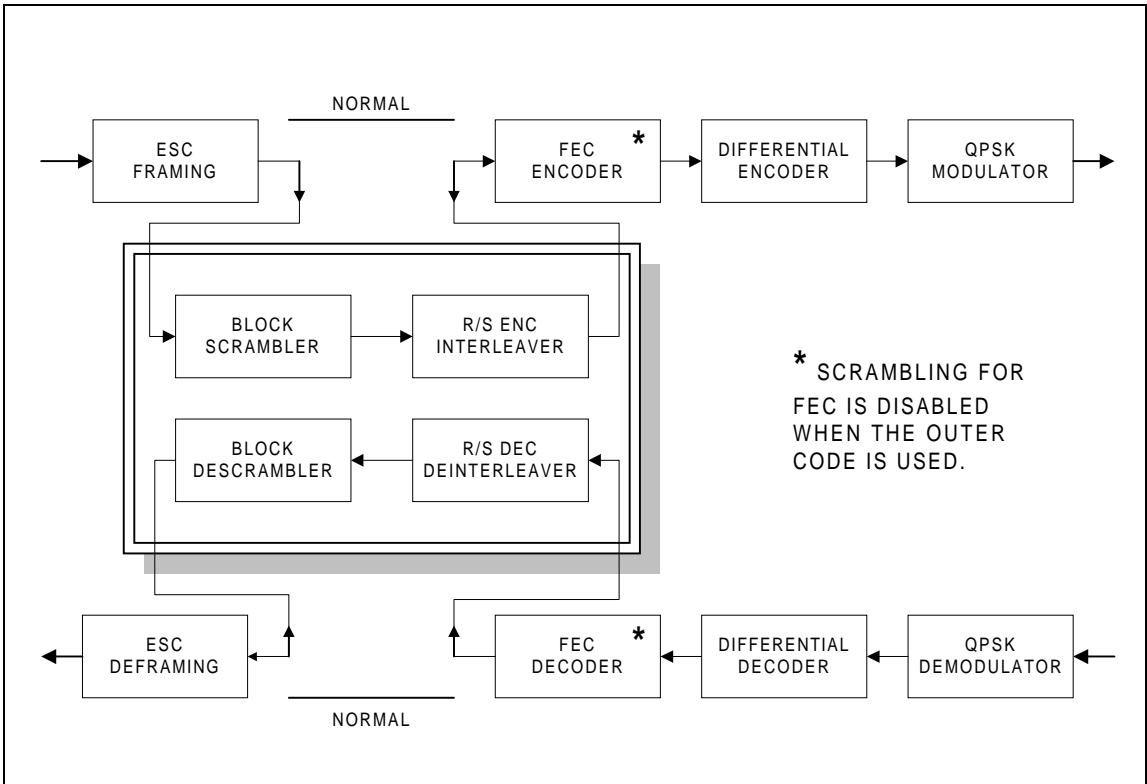 NORMAL
ESC
FRAMING
FEC *
ENCODER
DIFFERENTIAL
ENCODER
QPSK
MODULATOR
BLOCK
SCRAMBLER
R/S ENC
INTERLEAVER
BLOCK
DESCRAMBLER
R/S DEC
DEINTERLEAVER
* SCRAMBLING FOR
FEC IS DISABLED
WHEN THE OUTER
CODE IS USED.
ESC
DEFRAMING
FEC *
DECODER
DIFFERENTIAL
DECODER
QPSK
DEMODULATOR
NORMAL